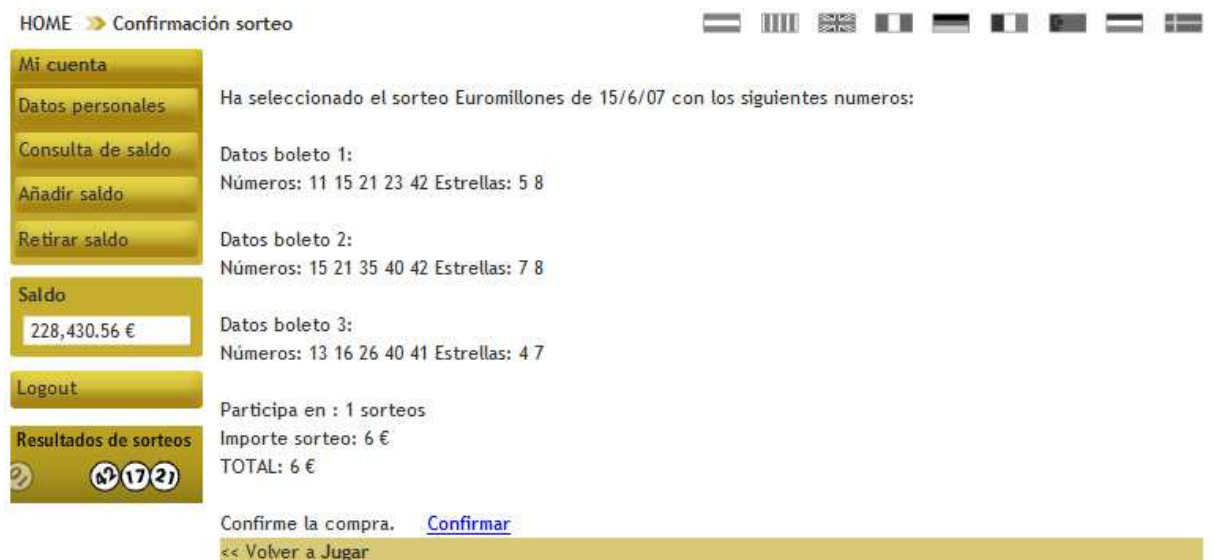 HOME >> Confirmación sorteo
Mi cuenta
Datos personales
Consulta de saldo
Añadir saldo
Retirar saldo
Saldo
228,430.56 €
Logout
Resultados de sorteos
42 17 21
Ha seleccionado el sorteo Euromillones de 15/6/07 con los siguientes numeros:
Datos boleto 1:
Números: 11 15 21 23 42 Estrellas: 5 8
Datos boleto 2:
Números: 15 21 35 40 42 Estrellas: 7 8
Datos boleto 3:
Números: 13 16 26 40 41 Estrellas: 4 7
Participa en : 1 sorteos
Importe sorteo: 6 €
TOTAL: 6 €
Confirme la compra. Confirmar
<< Volver a Jugar